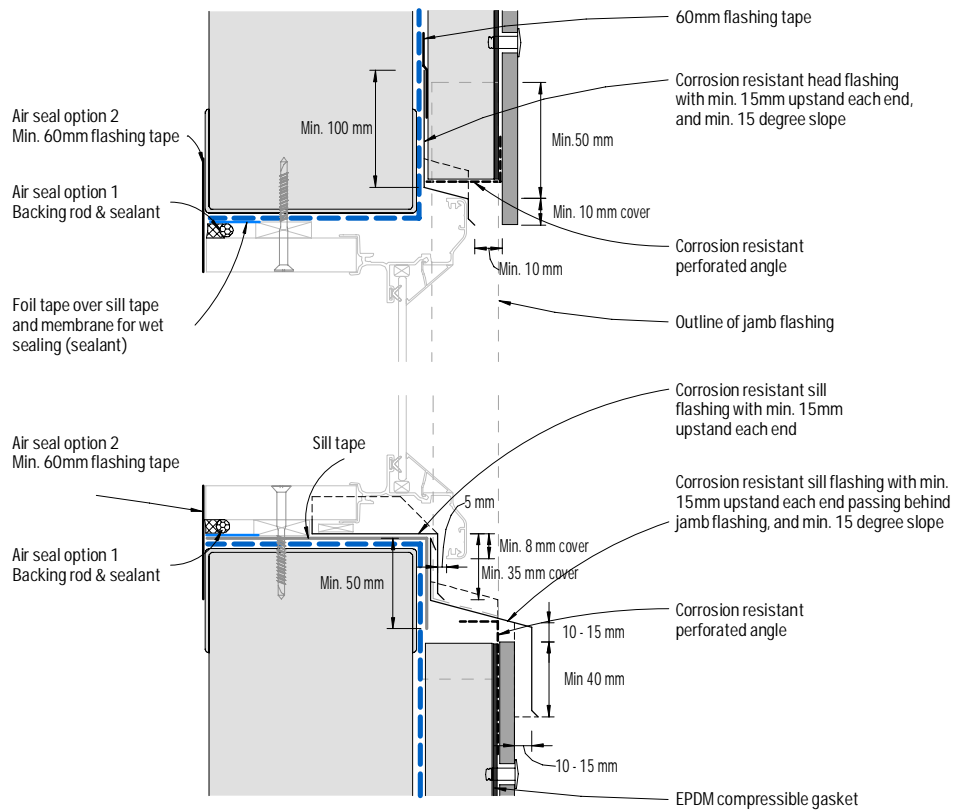 60mm flashing tape
Corrosion resistant head flashing
with min. 15mm upstand each end,
and min. 15 degree slope
Air seal option 2
Min. 60mm flashing tape
Min. 100 mm
Min.50 mm
Air seal option 1
Backing rod & sealant
Min. 10 mm cover
Corrosion resistant
perforated angle
Min. 10 mm
Foil tape over sill tape
and membrane for wet
sealing (sealant)
Outline of jamb flashing
Corrosion resistant sill
flashing with min. 15mm
upstand each end
Air seal option 2
Min. 60mm flashing tape
Sill tape
Corrosion resistant sill flashing with min.
15mm upstand each end passing behind
jamb flashing, and min. 15 degree slope
5 mm
Min. 8 mm cover
Air seal option 1
Backing rod & sealant
Min. 50 mm
Min. 35 mm cover
Corrosion resistant
perforated angle
10 - 15 mm
Min 40 mm
10 - 15 mm
EPDM compressible gasket